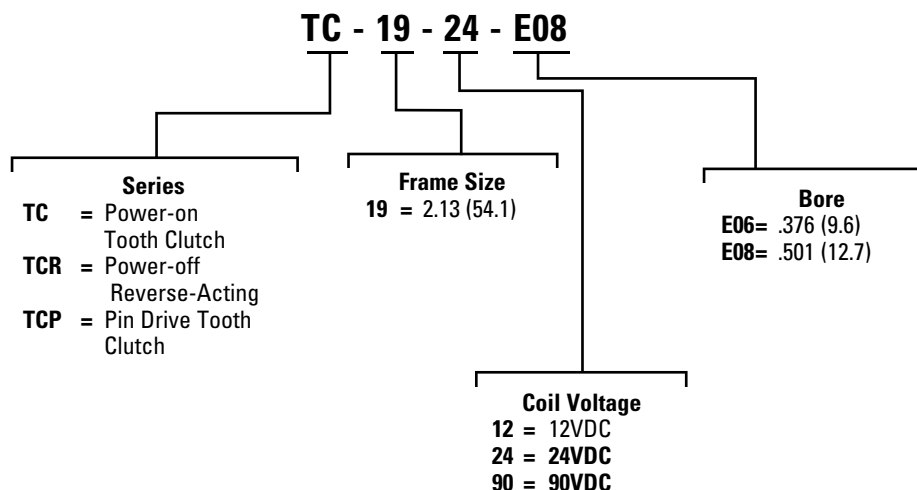 TC - 19 - 24 - E08
Series
TC = Power-on
Tooth Clutch
TCR = Power-off
Reverse-Acting
TCP = Pin Drive Tooth
Clutch
Frame Size
19 = 2.13 (54.1)
Bore
E06= .376 (9.6)
E08= .501 (12.7)
Coil Voltage
12 = 12VDC
24 = 24VDC
90 = 90VDC